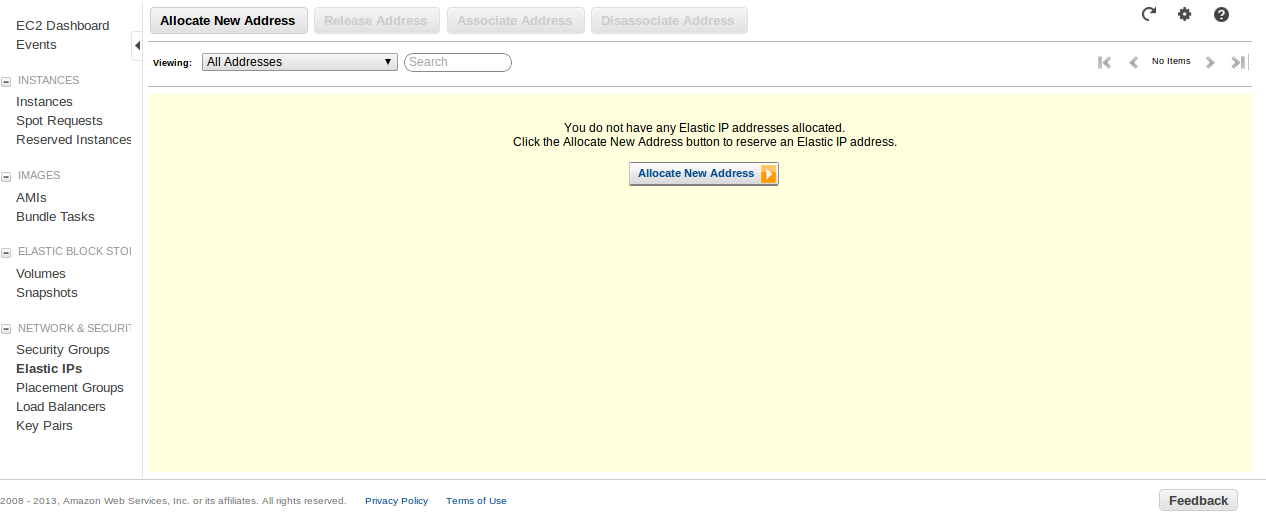 EC2 Dashboard
Events
INSTANCES
Instances
Spot Requests
Reserved Instances
IMAGES
AMIs
Bundle Tasks
ELASTIC BLOCK STO
Volumes
Snapshots
NETWORK & SECURIT
Security Groups
Elastic IPs
Placement Groups
Load Balancers
Key Pairs
Allocate New Address Release Address Associate Address Disassociate Address
Viewing: All Addresses Search No Items
You do not have any Elastic IP addresses allocated.
Click the Allocate New Address button to reserve an Elastic IP address.
Allocate New Address
2008 - 2013, Amazon Web Services, Inc. or its affiliates. All rights reserved. Privacy Policy Terms of Use Feedback